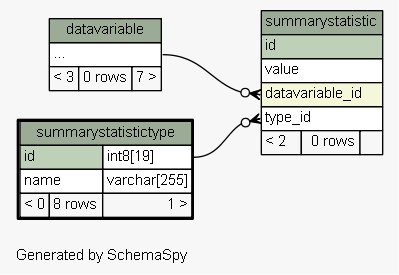 datavariable
...
< 3 0 rows 7 >
summarystatistic
id
value
datavariable_id
type_id
< 2 0 rows
summarystatistictype
id int8[19]
name varchar[255]
< 0 8 rows 1 >
Generated by SchemaSpy